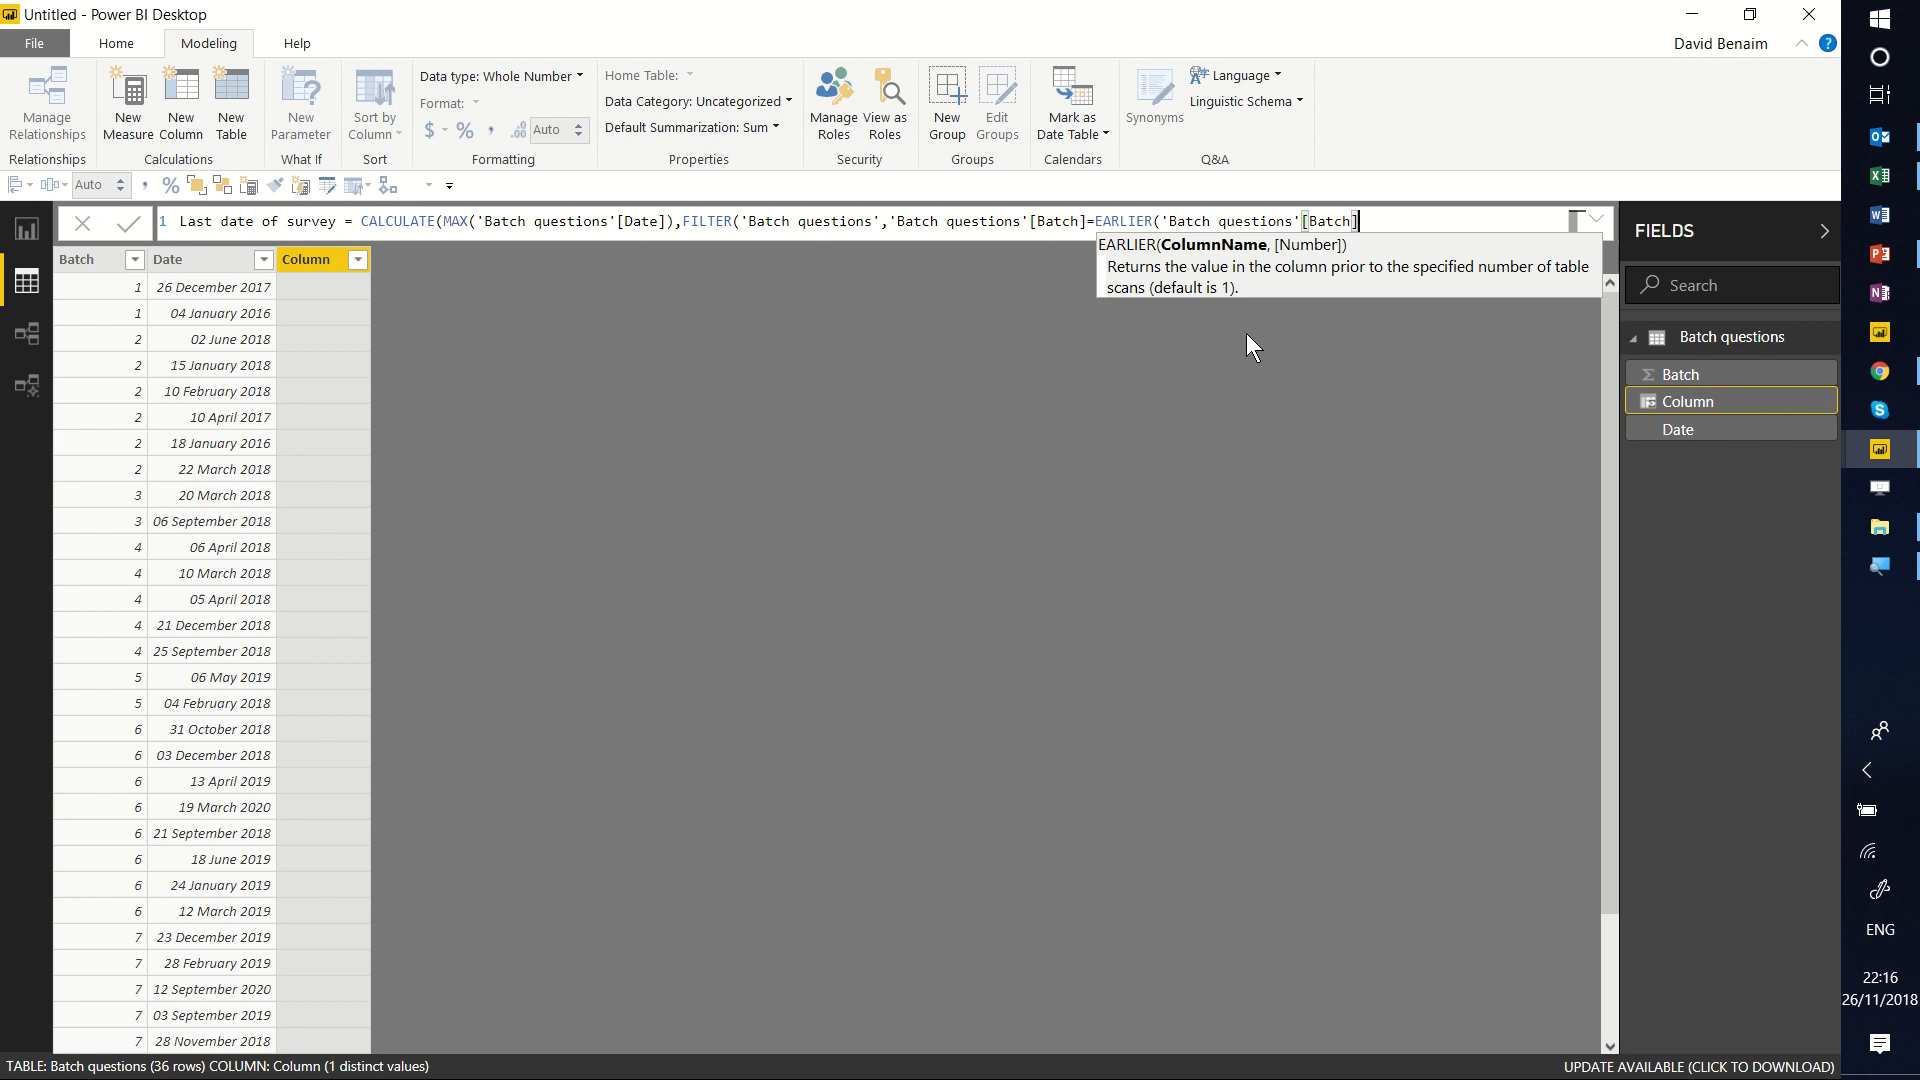 Untitled - Power BI Desktop
File Home Modeling Help David Benaim ?
Manage Relationships
New Measure
New Column
New Table
New Parameter
Sort by Column
Data type: Whole Number
Format:
$ % , .00 Auto
Home Table:
Data Category: Uncategorized
Default Summarization: Sum
Manage Roles
View as Roles
New Group
Edit Groups
Mark as Date Table
Synonyms
Language
Linguistic Schema
Relationships Calculations What If Sort Formatting Properties Security Groups Calendars Q&A
Auto , %
1 Last date of survey = CALCULATE(MAX('Batch questions'[Date]),FILTER('Batch questions','Batch questions'[Batch]=EARLIER('Batch questions'[Batch]
EARLIER(ColumnName, [Number])
Returns the value in the column prior to the specified number of table
scans (default is 1).
Batch Date Column
1 26 December 2017
1 04 January 2016
2 02 June 2018
2 15 January 2018
2 10 February 2018
2 10 April 2017
2 18 January 2016
2 22 March 2018
3 20 March 2018
3 06 September 2018
4 06 April 2018
4 10 March 2018
4 05 April 2018
4 21 December 2018
4 25 September 2018
5 06 May 2019
5 04 February 2018
6 31 October 2018
6 03 December 2018
6 13 April 2019
6 19 March 2020
6 21 September 2018
6 18 June 2019
6 24 January 2019
6 12 March 2019
7 23 December 2019
7 28 February 2019
7 12 September 2020
7 03 September 2019
7 28 November 2018
FIELDS
Search
Batch questions
Batch
Column
Date
TABLE: Batch questions (36 rows) COLUMN: Column (1 distinct values)
UPDATE AVAILABLE (CLICK TO DOWNLOAD)
ENG
22:16
26/11/2018